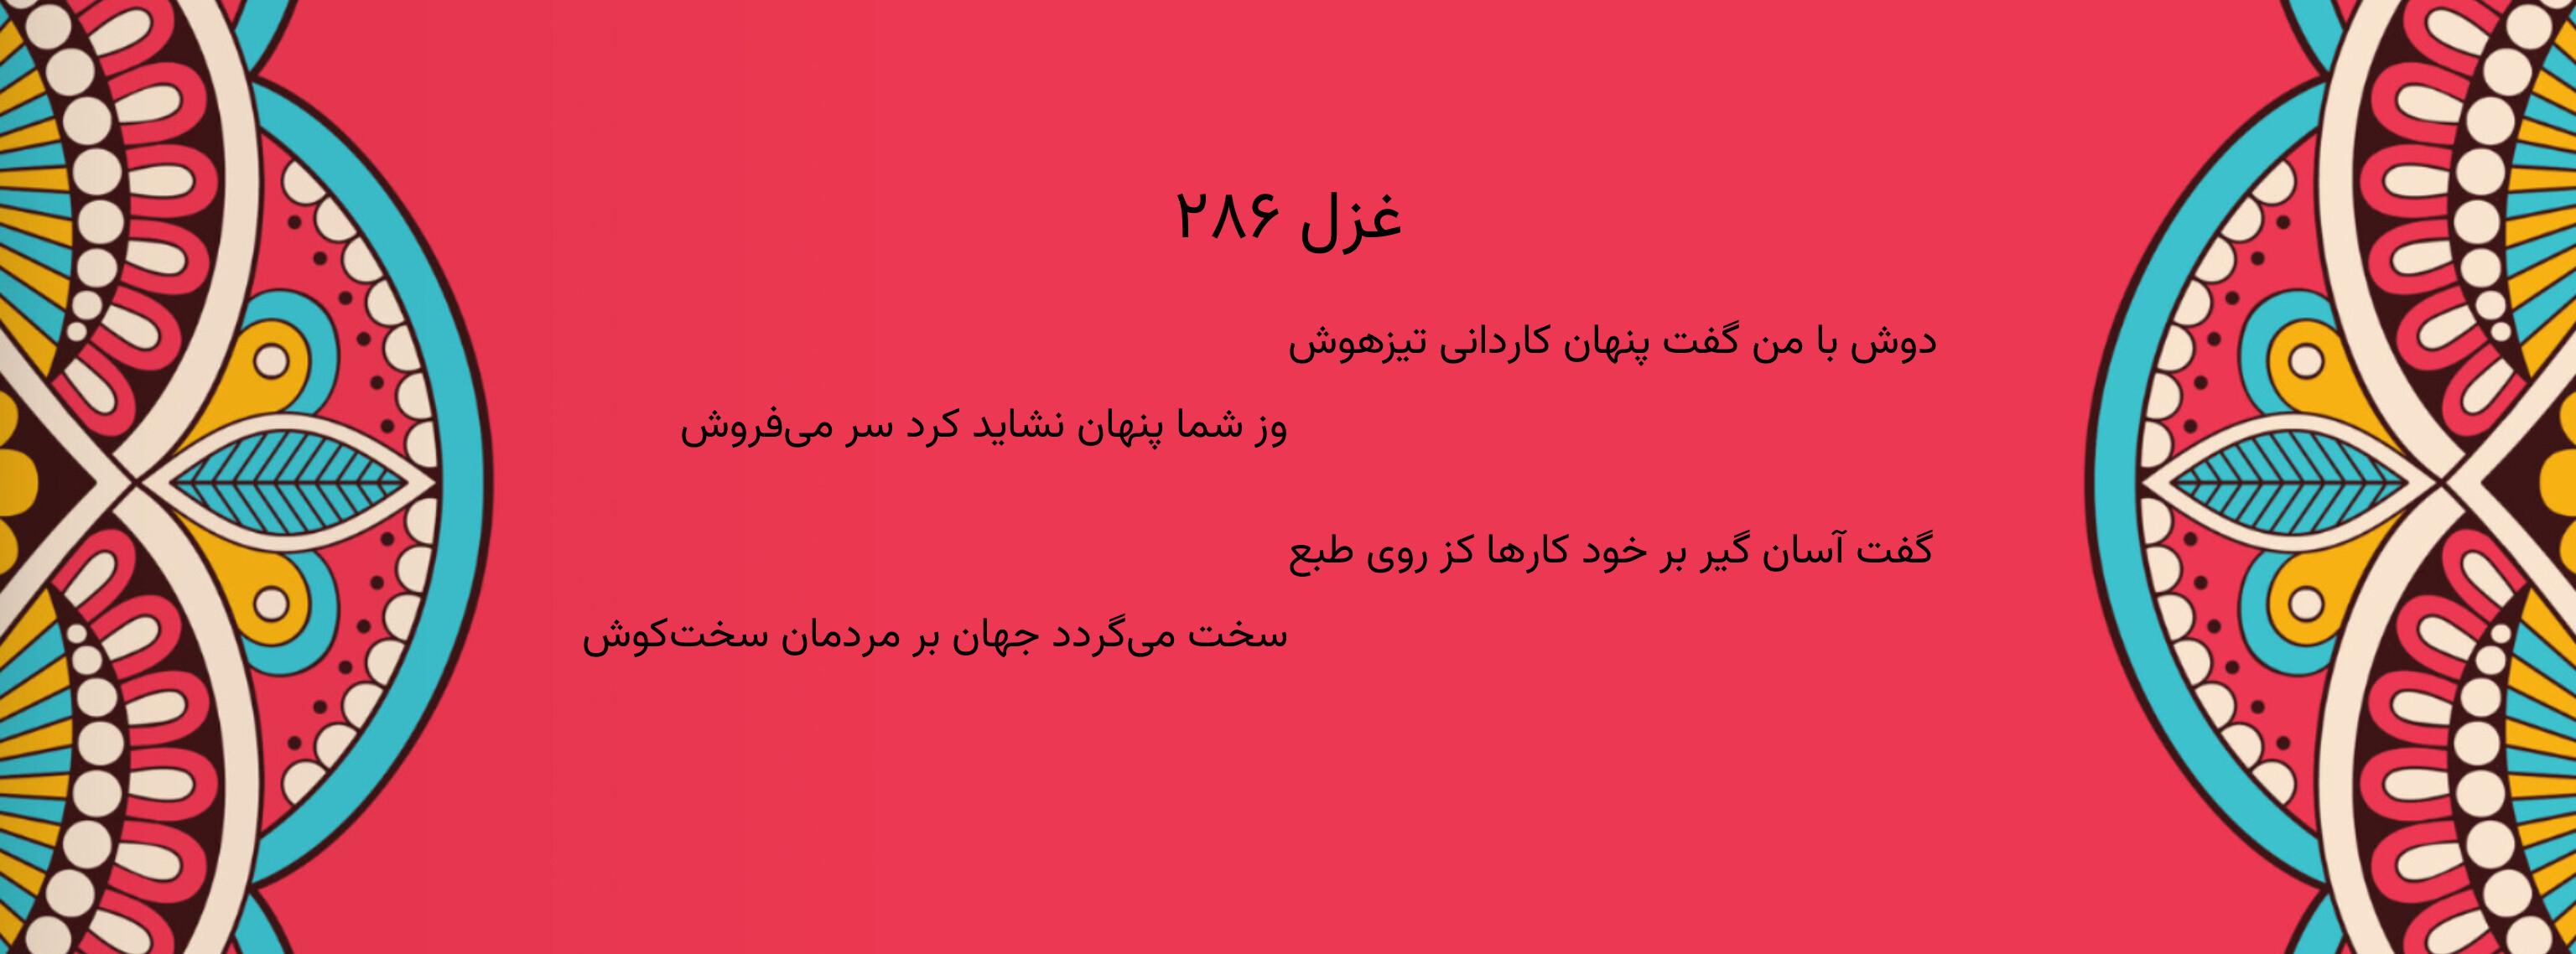 غزل ۲۸۶
دوش با من گفت پنهان کاردانی تیزهوش
وز شما پنهان نشاید کرد سر می‌فروش
گفت آسان گیر بر خود کارها کز روی طبع
سخت می‌گردد جهان بر مردمان سخت‌کوش